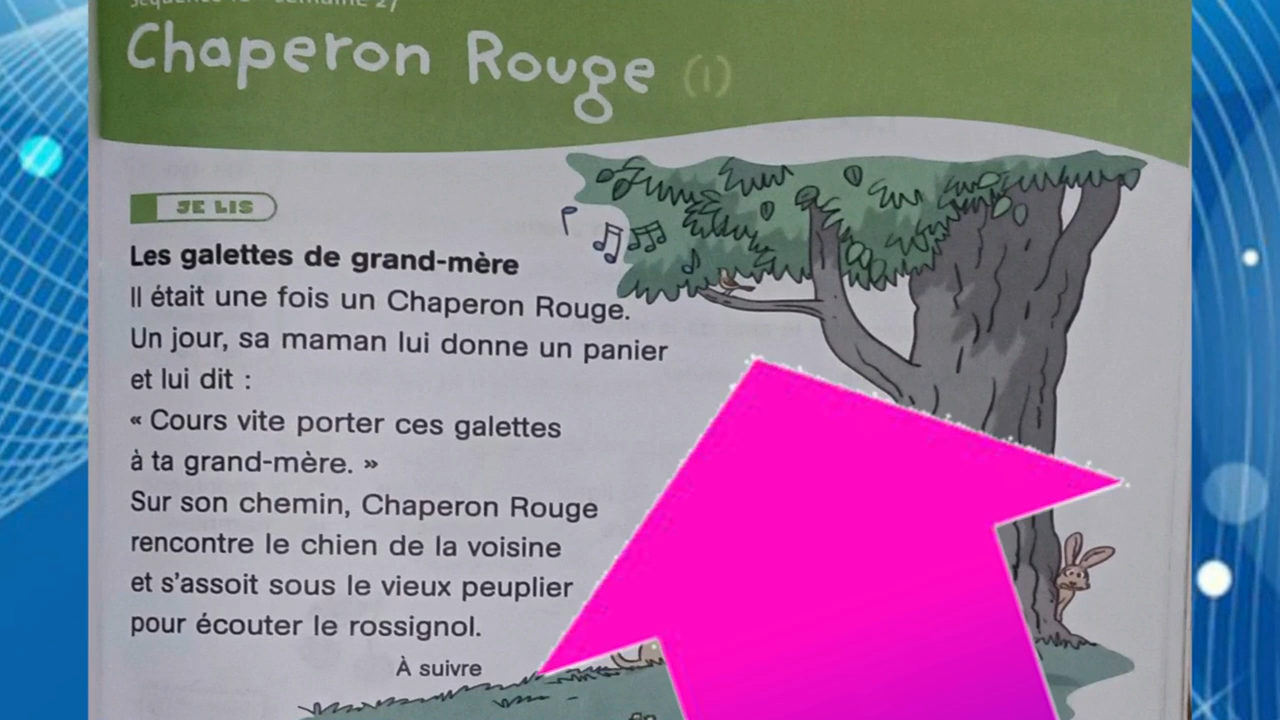 Chaperon Rouge (1)
JE LIS
Les galettes de grand-mère
Il était une fois un Chaperon Rouge.
Un jour, sa maman lui donne un panier
et lui dit :
« Cours vite porter ces galettes
à ta grand-mère. »
Sur son chemin, Chaperon Rouge
rencontre le chien de la voisine
et s'assoit sous le vieux peuplier
pour écouter le rossignol.
À suivre